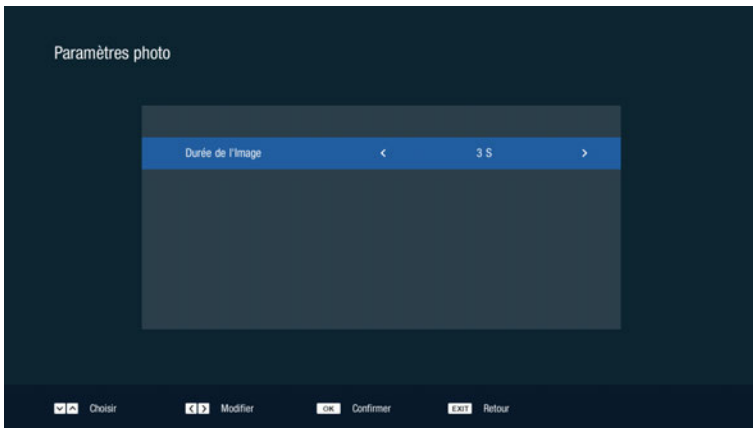 Paramètres photo
Durée de l'Image < 3 S >
Choisir < > Modifier OK Confirmer EXIT Retour